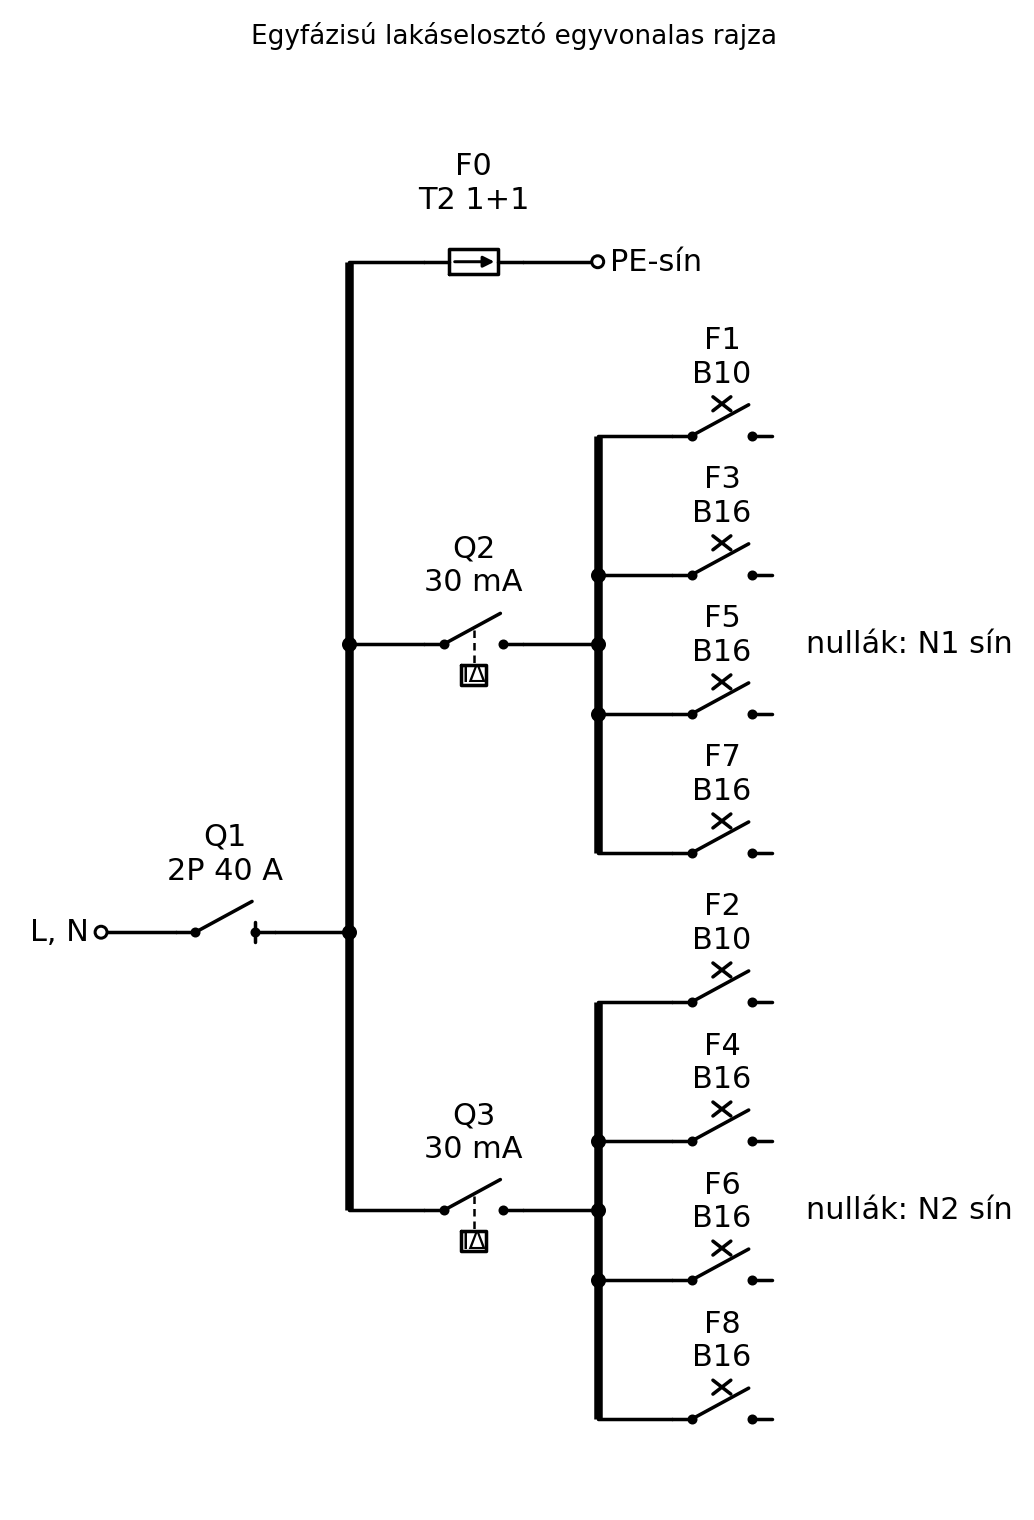 Egyfázisú lakáselosztó egyvonalas rajza
F0
T2 1+1
PE-sín
F1
B10
F3
B16
Q2
30 mA
F5
B16
nullák: N1 sín
F7
B16
Q1
2P 40 A
L, N
F2
B10
F4
B16
Q3
30 mA
F6
B16
nullák: N2 sín
F8
B16